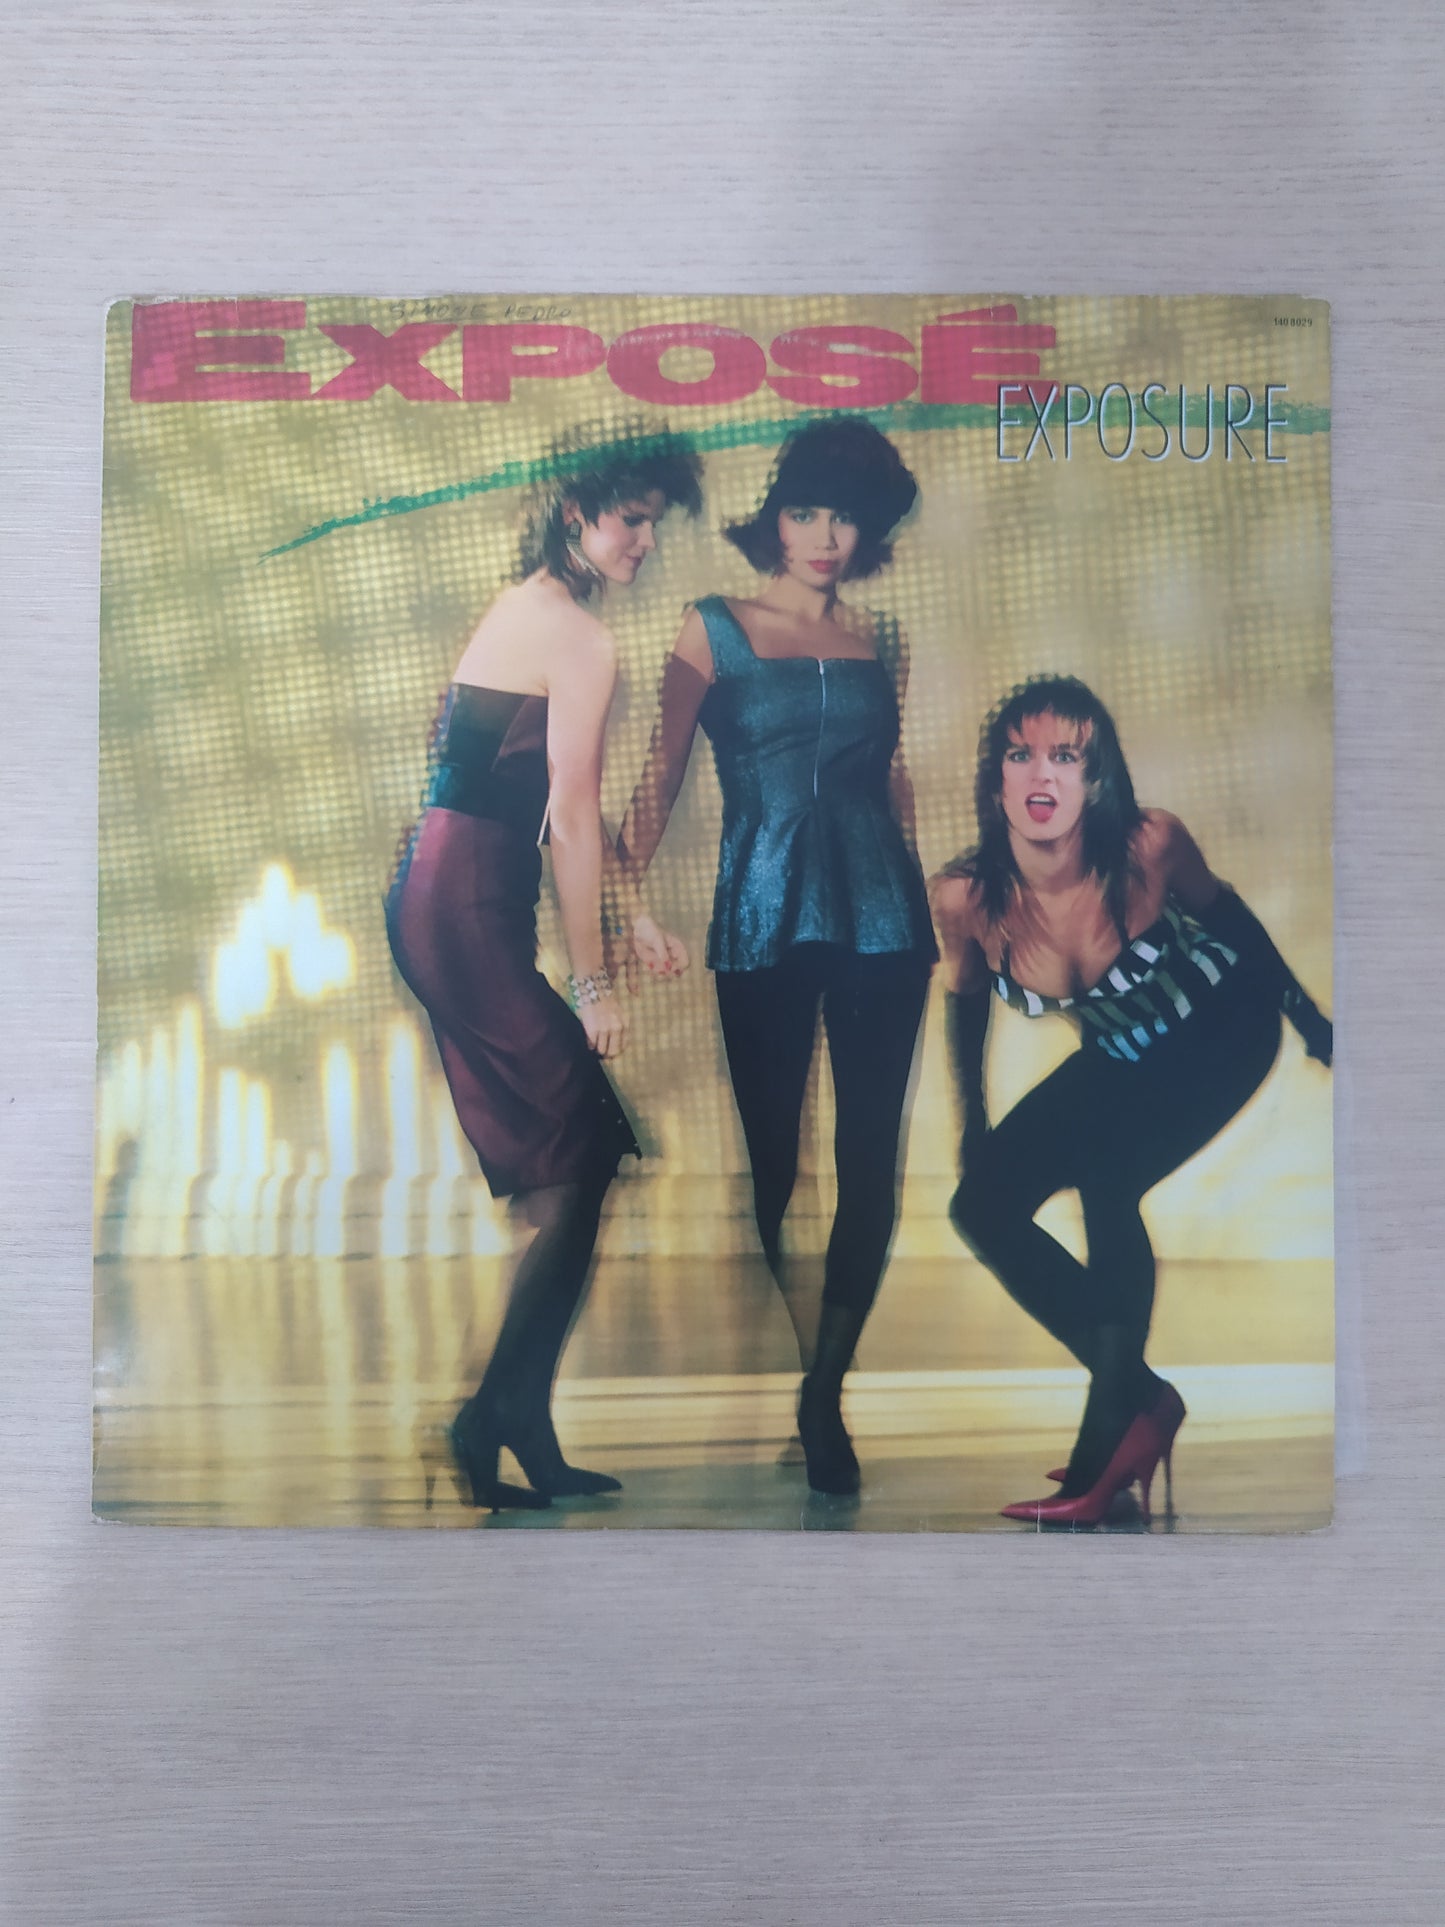 SIMONE PEDRO
EXPOSÉ
140 8029
EXPOSURE